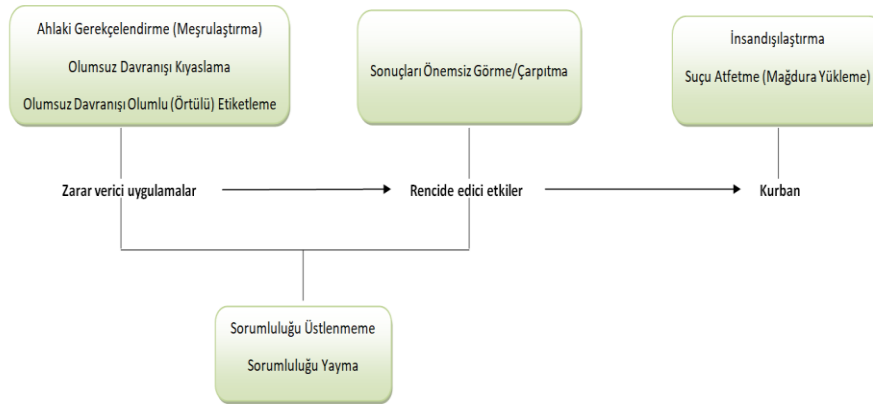 Ahlaki Gerekçelendirme (Meşrulaştırma)
Olumsuz Davranışı Kıyaslama
Olumsuz Davranışı Olumlu (Örtülü) Etiketleme
Sonuçları Önemsiz Görme/Çarpıtma
İnsandışılaştırma
Suçu Atfetme (Mağdura Yükleme)
Zarar verici uygulamalar
Rencide edici etkiler
Kurban
Sorumluluğu Üstlenmeme
Sorumluluğu Yayma